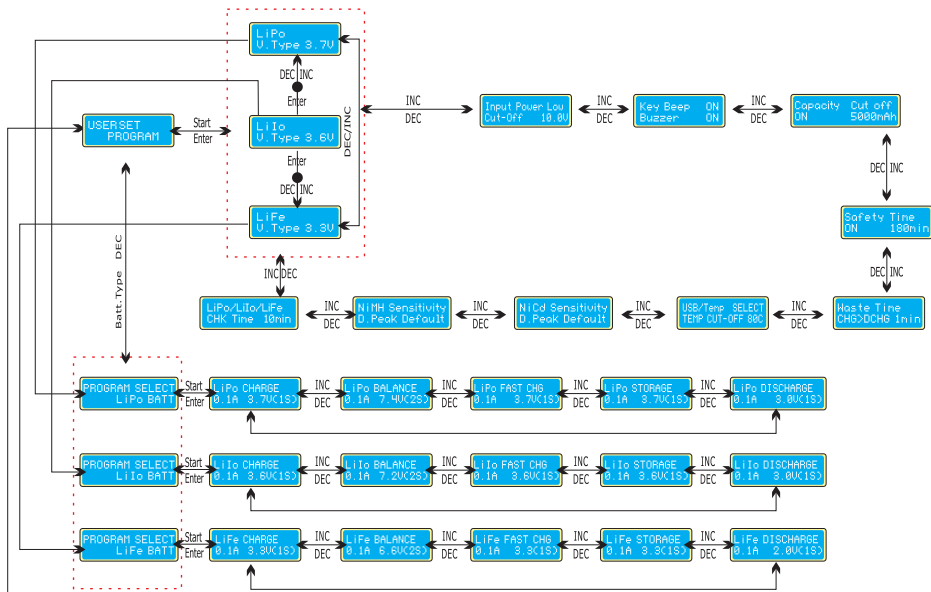 LiPo
V.Type 3.7V
DEC INC
Enter
LiIo
V.Type 3.6V
Enter
DEC INC
LiFe
V.Type 3.3V
DEC/INC
USER SET
PROGRAM
Start
Enter
INC
DEC
Input Power Low
Cut-Off 10.0V
INC
DEC
Key Beep ON
Buzzer ON
INC
DEC
Capacity Cut off
ON 5000mAh
DEC INC
Safety Time
ON 180min
DEC INC
INC DEC
LiPo/LiIo/LiFe
CHK Time 10min
INC
DEC
NiMH Sensitivity
D.Peak Default
INC
DEC
NiCd Sensitivity
D.Peak Default
INC
DEC
USB/Temp SELECT
TEMP CUT-OFF 80C
INC
DEC
Waste Time
CHG>DCHG 1min
Batt.Type DEC
PROGRAM SELECT
LiPo BATT
Start
Enter
LiPo CHARGE
0.1A 3.7V(1S)
INC
DEC
LiPo BALANCE
0.1A 7.4V(2S)
INC
DEC
LiPo FAST CHG
0.1A 3.7V(1S)
INC
DEC
LiPo STORAGE
0.1A 3.7V(1S)
INC
DEC
LiPo DISCHARGE
0.1A 3.0V(1S)
PROGRAM SELECT
LiIo BATT
Start
Enter
LiIo CHARGE
0.1A 3.6V(1S)
INC
DEC
LiIo BALANCE
0.1A 7.2V(2S)
INC
DEC
LiIo FAST CHG
0.1A 3.6V(1S)
INC
DEC
LiIo STORAGE
0.1A 3.6V(1S)
INC
DEC
LiIo DISCHARGE
0.1A 3.0V(1S)
PROGRAM SELECT
LiFe BATT
Start
Enter
LiFe CHARGE
0.1A 3.3V(1S)
INC
DEC
LiFe BALANCE
0.1A 6.6V(2S)
INC
DEC
LiFe FAST CHG
0.1A 3.3(1S)
INC
DEC
LiFe STORAGE
0.1A 3.3(1S)
INC
DEC
LiFe DISCHARGE
0.1A 2.0V(1S)